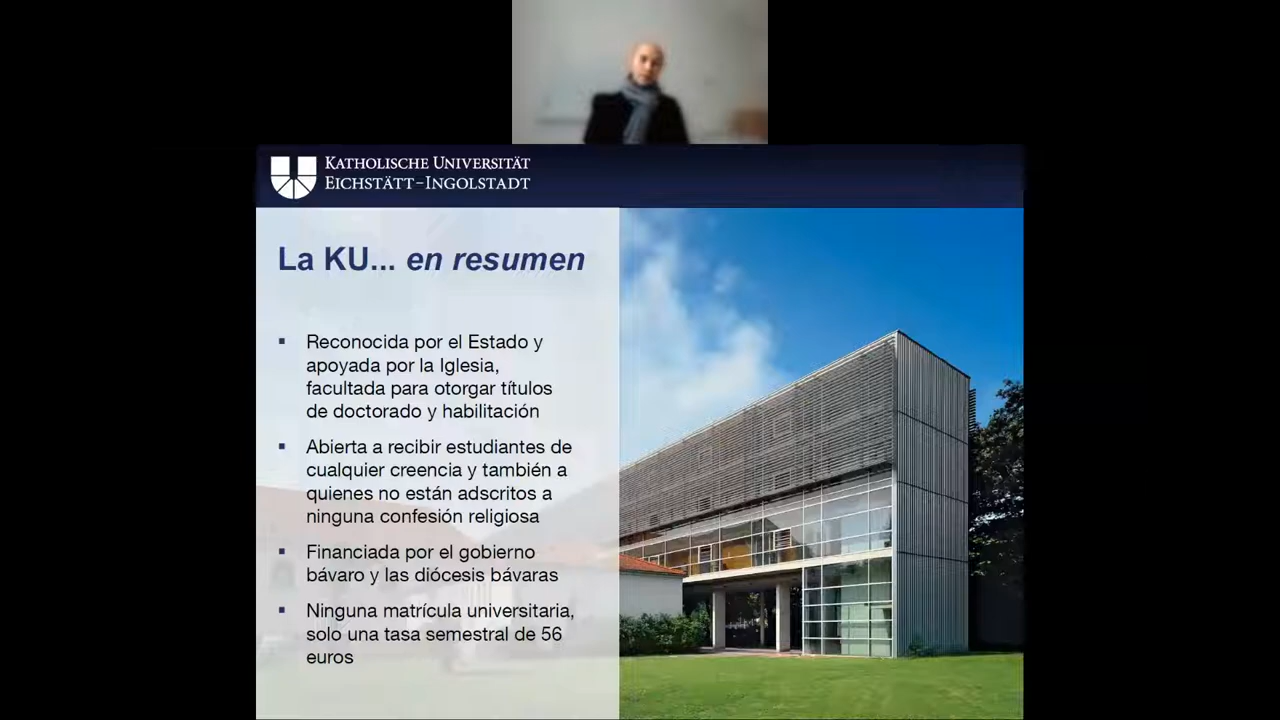 KATHOLISCHE UNIVERSITÄT
EICHSTÄTT-INGOLSTADT
La KU... en resumen
▪ Reconocida por el Estado y
apoyada por la Iglesia,
facultada para otorgar títulos
de doctorado y habilitación
▪ Abierta a recibir estudiantes de
cualquier creencia y también a
quienes no están adscritos a
ninguna confesión religiosa
▪ Financiada por el gobierno
bávaro y las diócesis bávaras
▪ Ninguna matrícula universitaria,
solo una tasa semestral de 56
euros